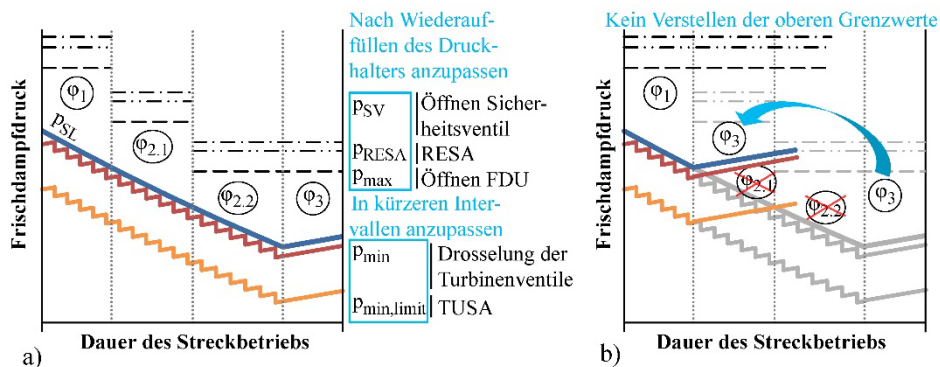 Nach Wiederauf-
füllen des Druck-
halters anzupassen
pSV Öffnen Sicher-
heitsventil
pRESA RESA
pmax Öffnen FDU
In kürzeren Inter-
vallen anzupassen
pmin Drosselung der
Turbinenventile
pmin,limit TUSA
Frischdampfdruck
pSL
φ1
φ2.1
φ2.2
φ3
Dauer des Streckbetriebs
a)
Kein Verstellen der oberen Grenzwerte
Frischdampfdruck
φ1
φ3
φ2.1
φ2.2
φ3
Dauer des Streckbetriebs
b)